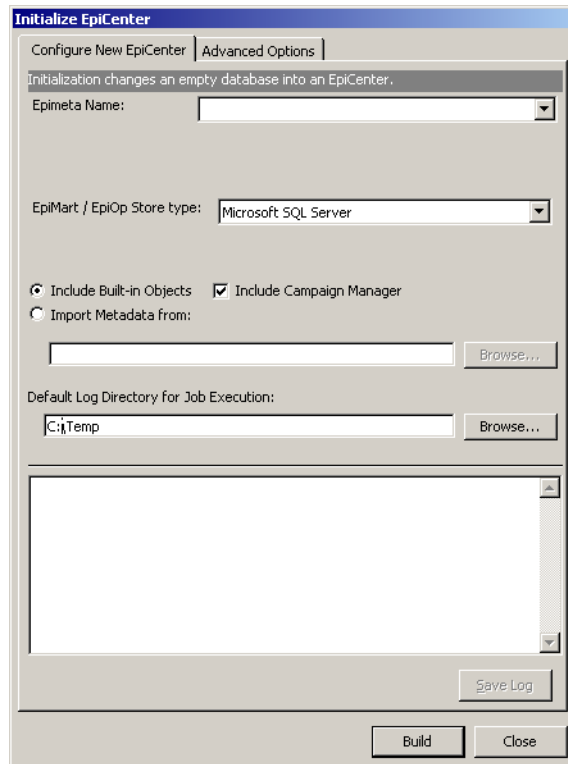 Initialize EpiCenter
Configure New EpiCenter Advanced Options
Initialization changes an empty database into an EpiCenter.
Epimeta Name:
EpiMart / EpiOp Store type: Microsoft SQL Server
Include Built-in Objects Include Campaign Manager
Import Metadata from:
Browse...
Default Log Directory for Job Execution:
C:\Temp Browse...
Save Log
Build Close